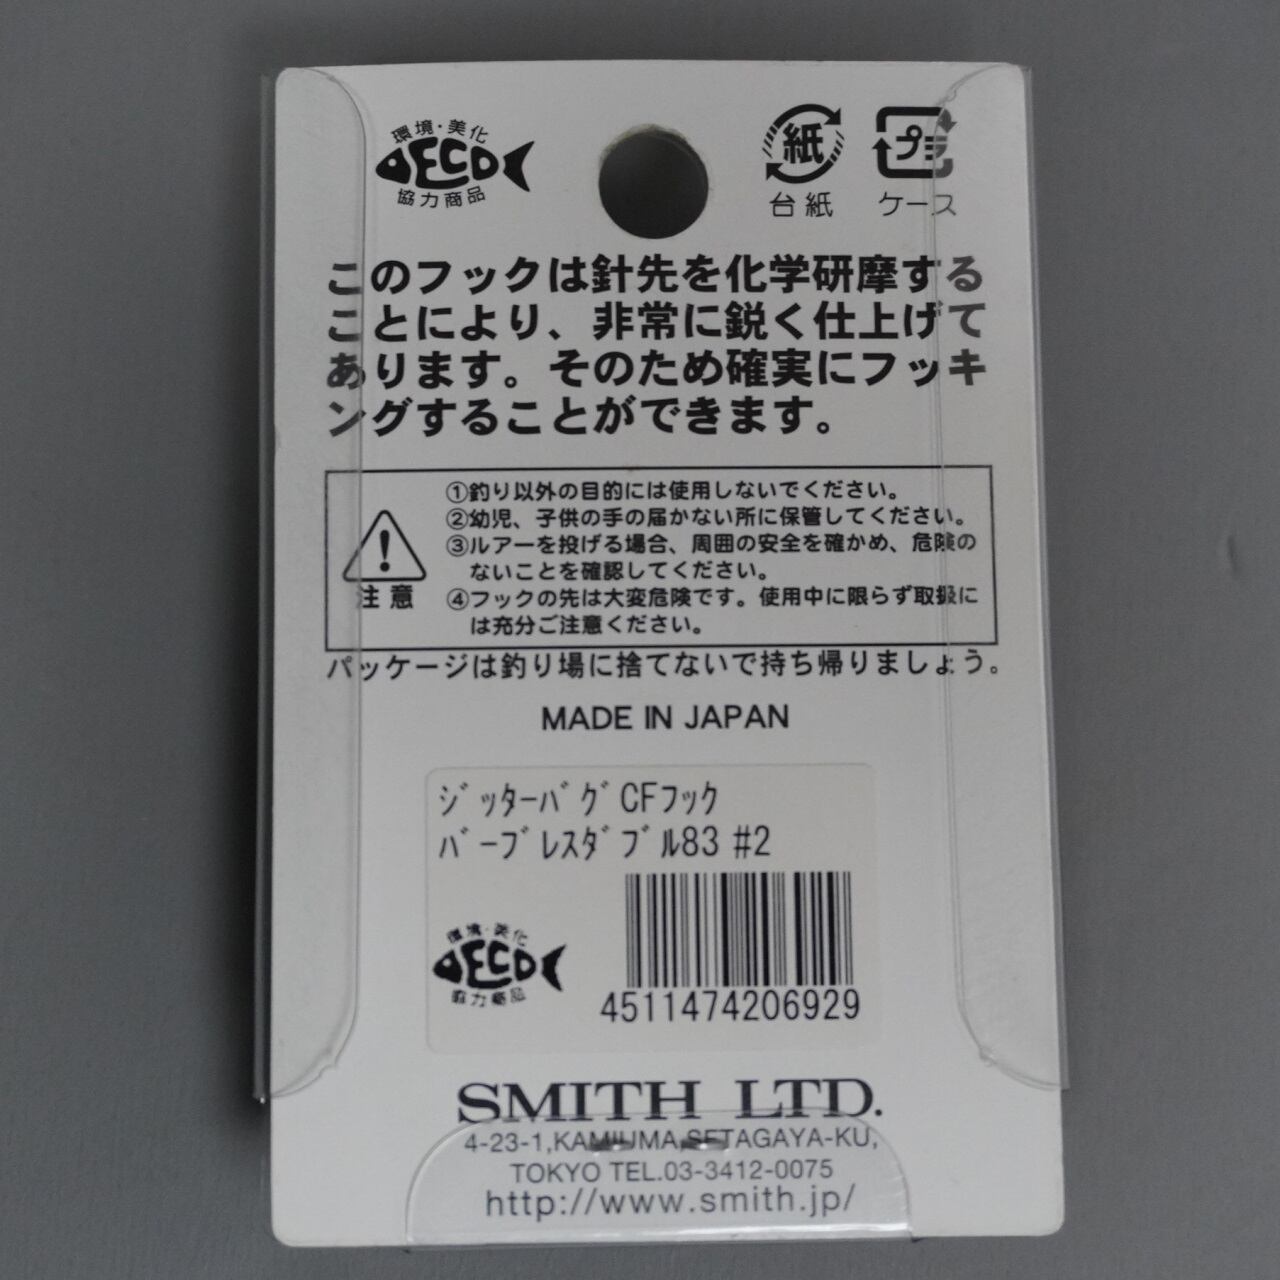 環境・美化
ECO
協力商品
紙
台紙
プラ
ケース
このフックは針先を化学研摩する
ことにより、非常に鋭く仕上げて
あります。そのため確実にフッキ
ングすることができます。
注意
①釣り以外の目的には使用しないでください。
②幼児、子供の手の届かない所に保管してください。
③ルアーを投げる場合、周囲の安全を確かめ、危険の
ないことを確認してください。
④フックの先は大変危険です。使用中に限らず取扱に
は充分ご注意ください。
パッケージは釣り場に捨てないで持ち帰りましょう。
MADE IN JAPAN
ｼﾞｯﾀｰﾊﾞｸﾞCFﾌｯｸ
ﾊﾞｰﾌﾞﾚｽﾀﾞﾌﾞﾙ83 #2
環境・美化
ECO
協力商品
4511474206929
SMITH LTD.
4-23-1,KAMIUMA,SETAGAYA-KU,
TOKYO TEL.03-3412-0075
http://www.smith.jp/